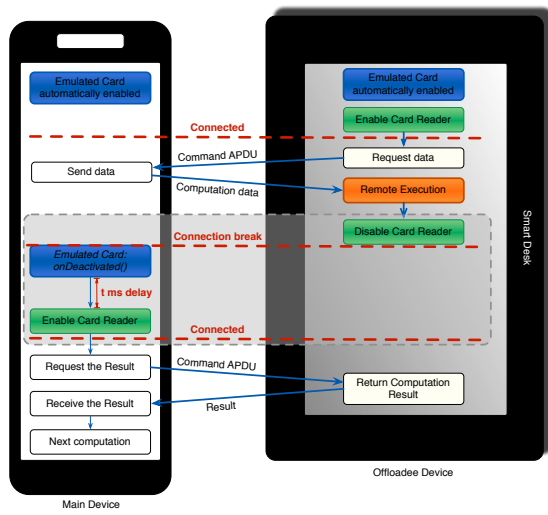 Emulated Card
automatically enabled
Emulated Card
automatically enabled
Enable Card Reader
Connected
Command APDU
Request data
Send data
Computation data
Remote Execution
Disable Card Reader
Connection break
Emulated Card:
onDeactivated()
t ms delay
Enable Card Reader
Connected
Request the Result
Command APDU
Return Computation
Result
Receive the Result
Result
Next computation
Smart Desk
Offloadee Device
Main Device